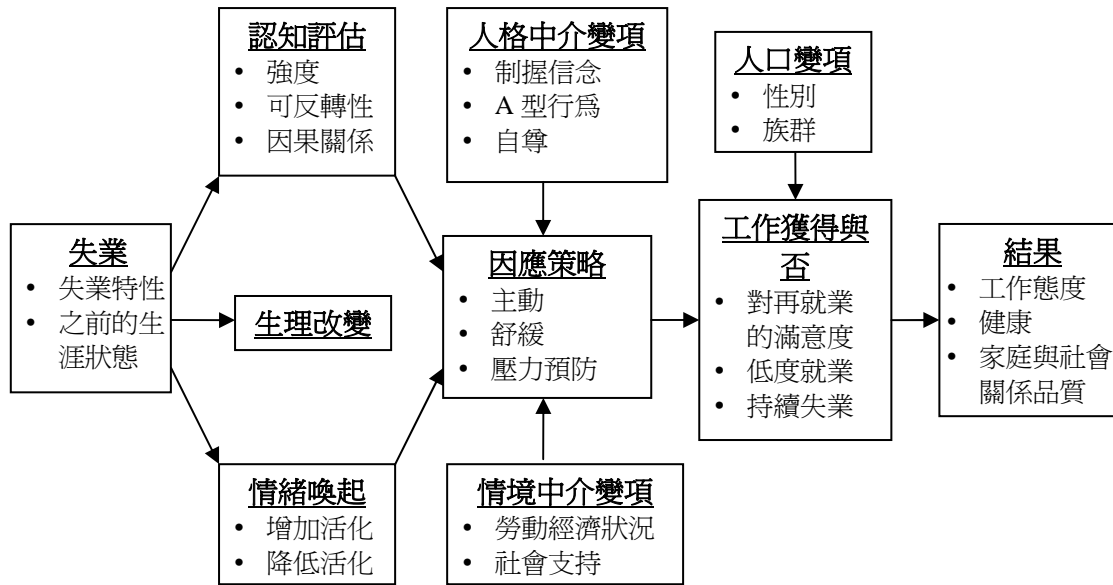 認知評估
• 強度
• 可反轉性
• 因果關係
人格中介變項
• 制握信念
• A 型行為
• 自尊
人口變項
• 性別
• 族群
失業
• 失業特性
• 之前的生
涯狀態
生理改變
因應策略
• 主動
• 舒緩
• 壓力預防
工作獲得與
否
• 對再就業
的滿意度
• 低度就業
• 持續失業
結果
• 工作態度
• 健康
• 家庭與社會
關係品質
情緒喚起
• 增加活化
• 降低活化
情境中介變項
• 勞動經濟狀況
• 社會支持